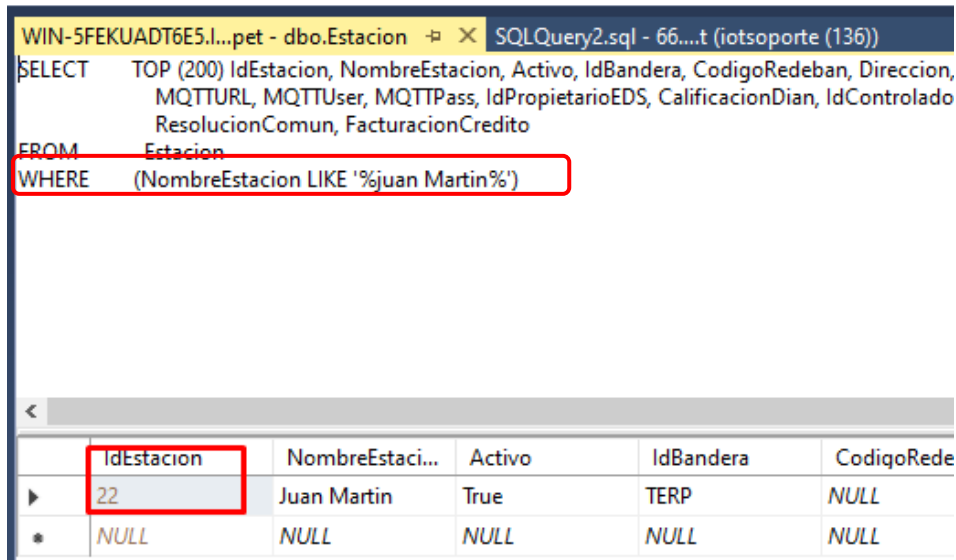 WIN-5FEKUADT6E5.I...pet - dbo.Estacion SQLQuery2.sql - 66....t (iotsoporte (136))
SELECT TOP (200) IdEstacion, NombreEstacion, Activo, IdBandera, CodigoRedeban, Direccion,
MQTTURL, MQTTUser, MQTTPass, IdPropietarioEDS, CalificacionDian, IdControlado
ResolucionComun, FacturacionCredito
FROM Estacion
WHERE (NombreEstacion LIKE '%juan Martin%')
IdEstacion NombreEstaci... Activo IdBandera CodigoRede
22 Juan Martin True TERP NULL
NULL NULL NULL NULL NULL